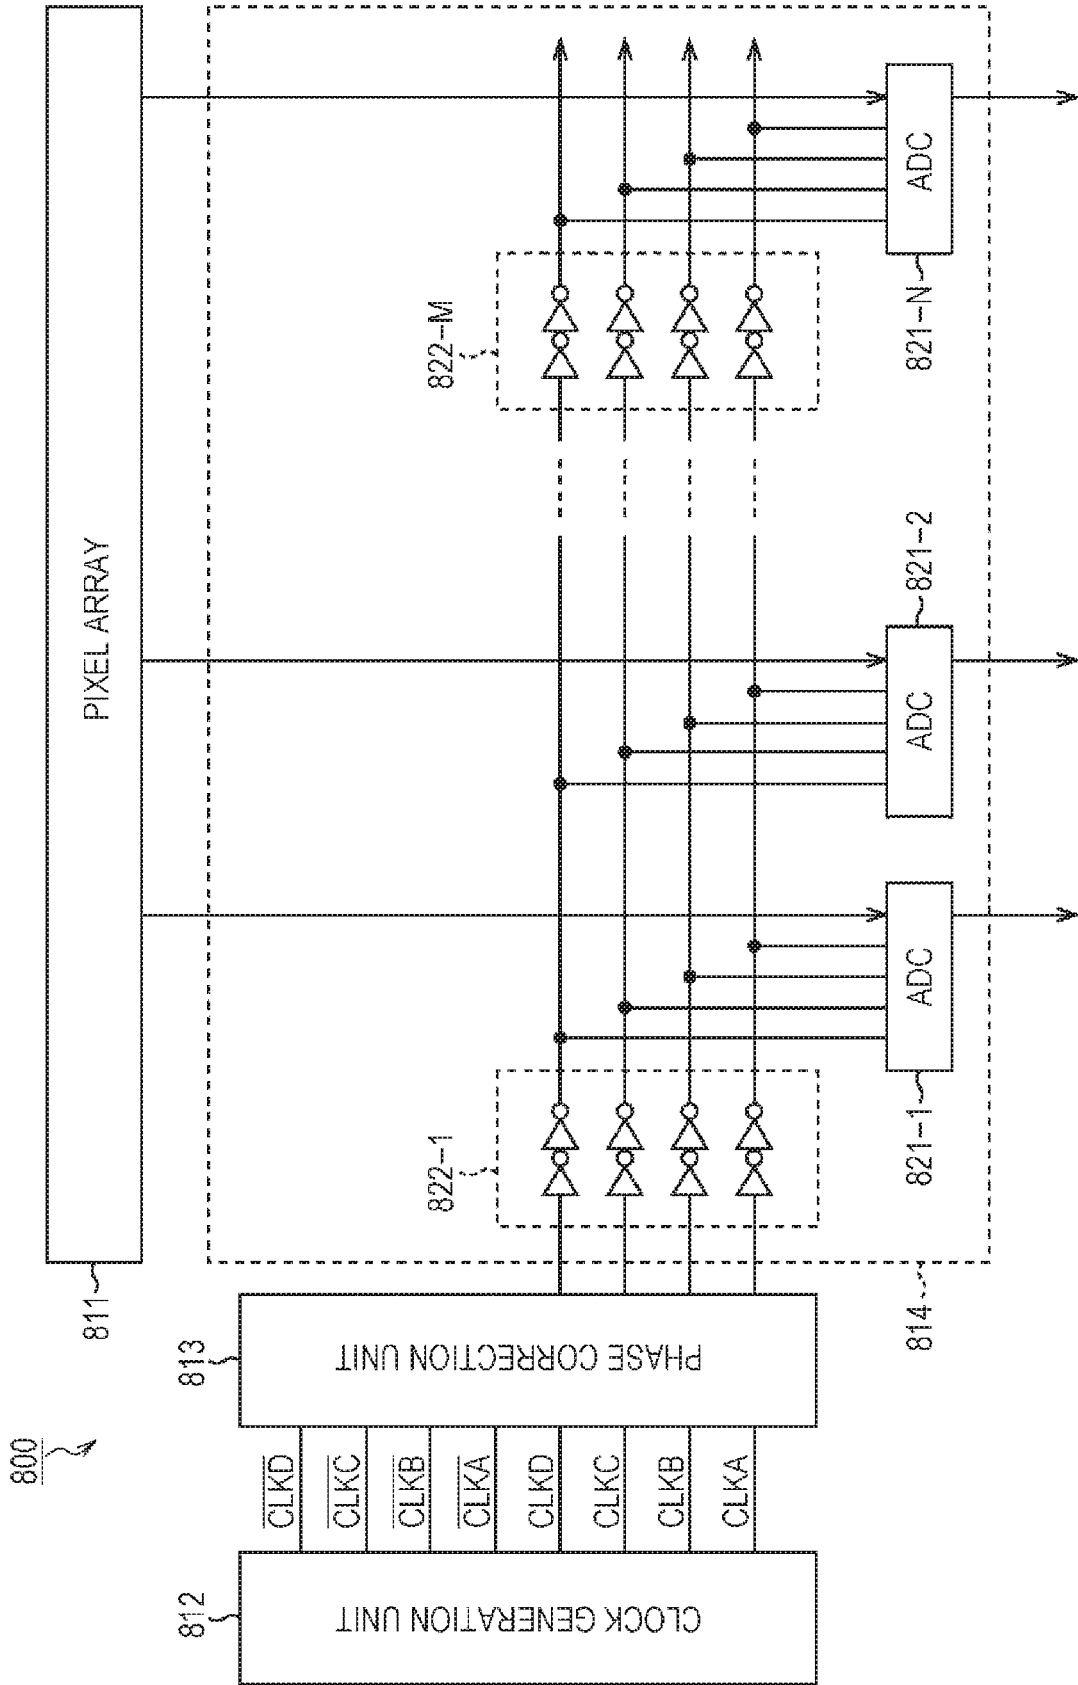 800
811
PIXEL ARRAY
812
CLOCK GENERATION UNIT
CLKD
CLKC
CLKB
CLKA
CLKD
CLKC
CLKB
CLKA
813
PHASE CORRECTION UNIT
822-1
822-M
ADC
ADC
ADC
821-1
821-2
821-N
814